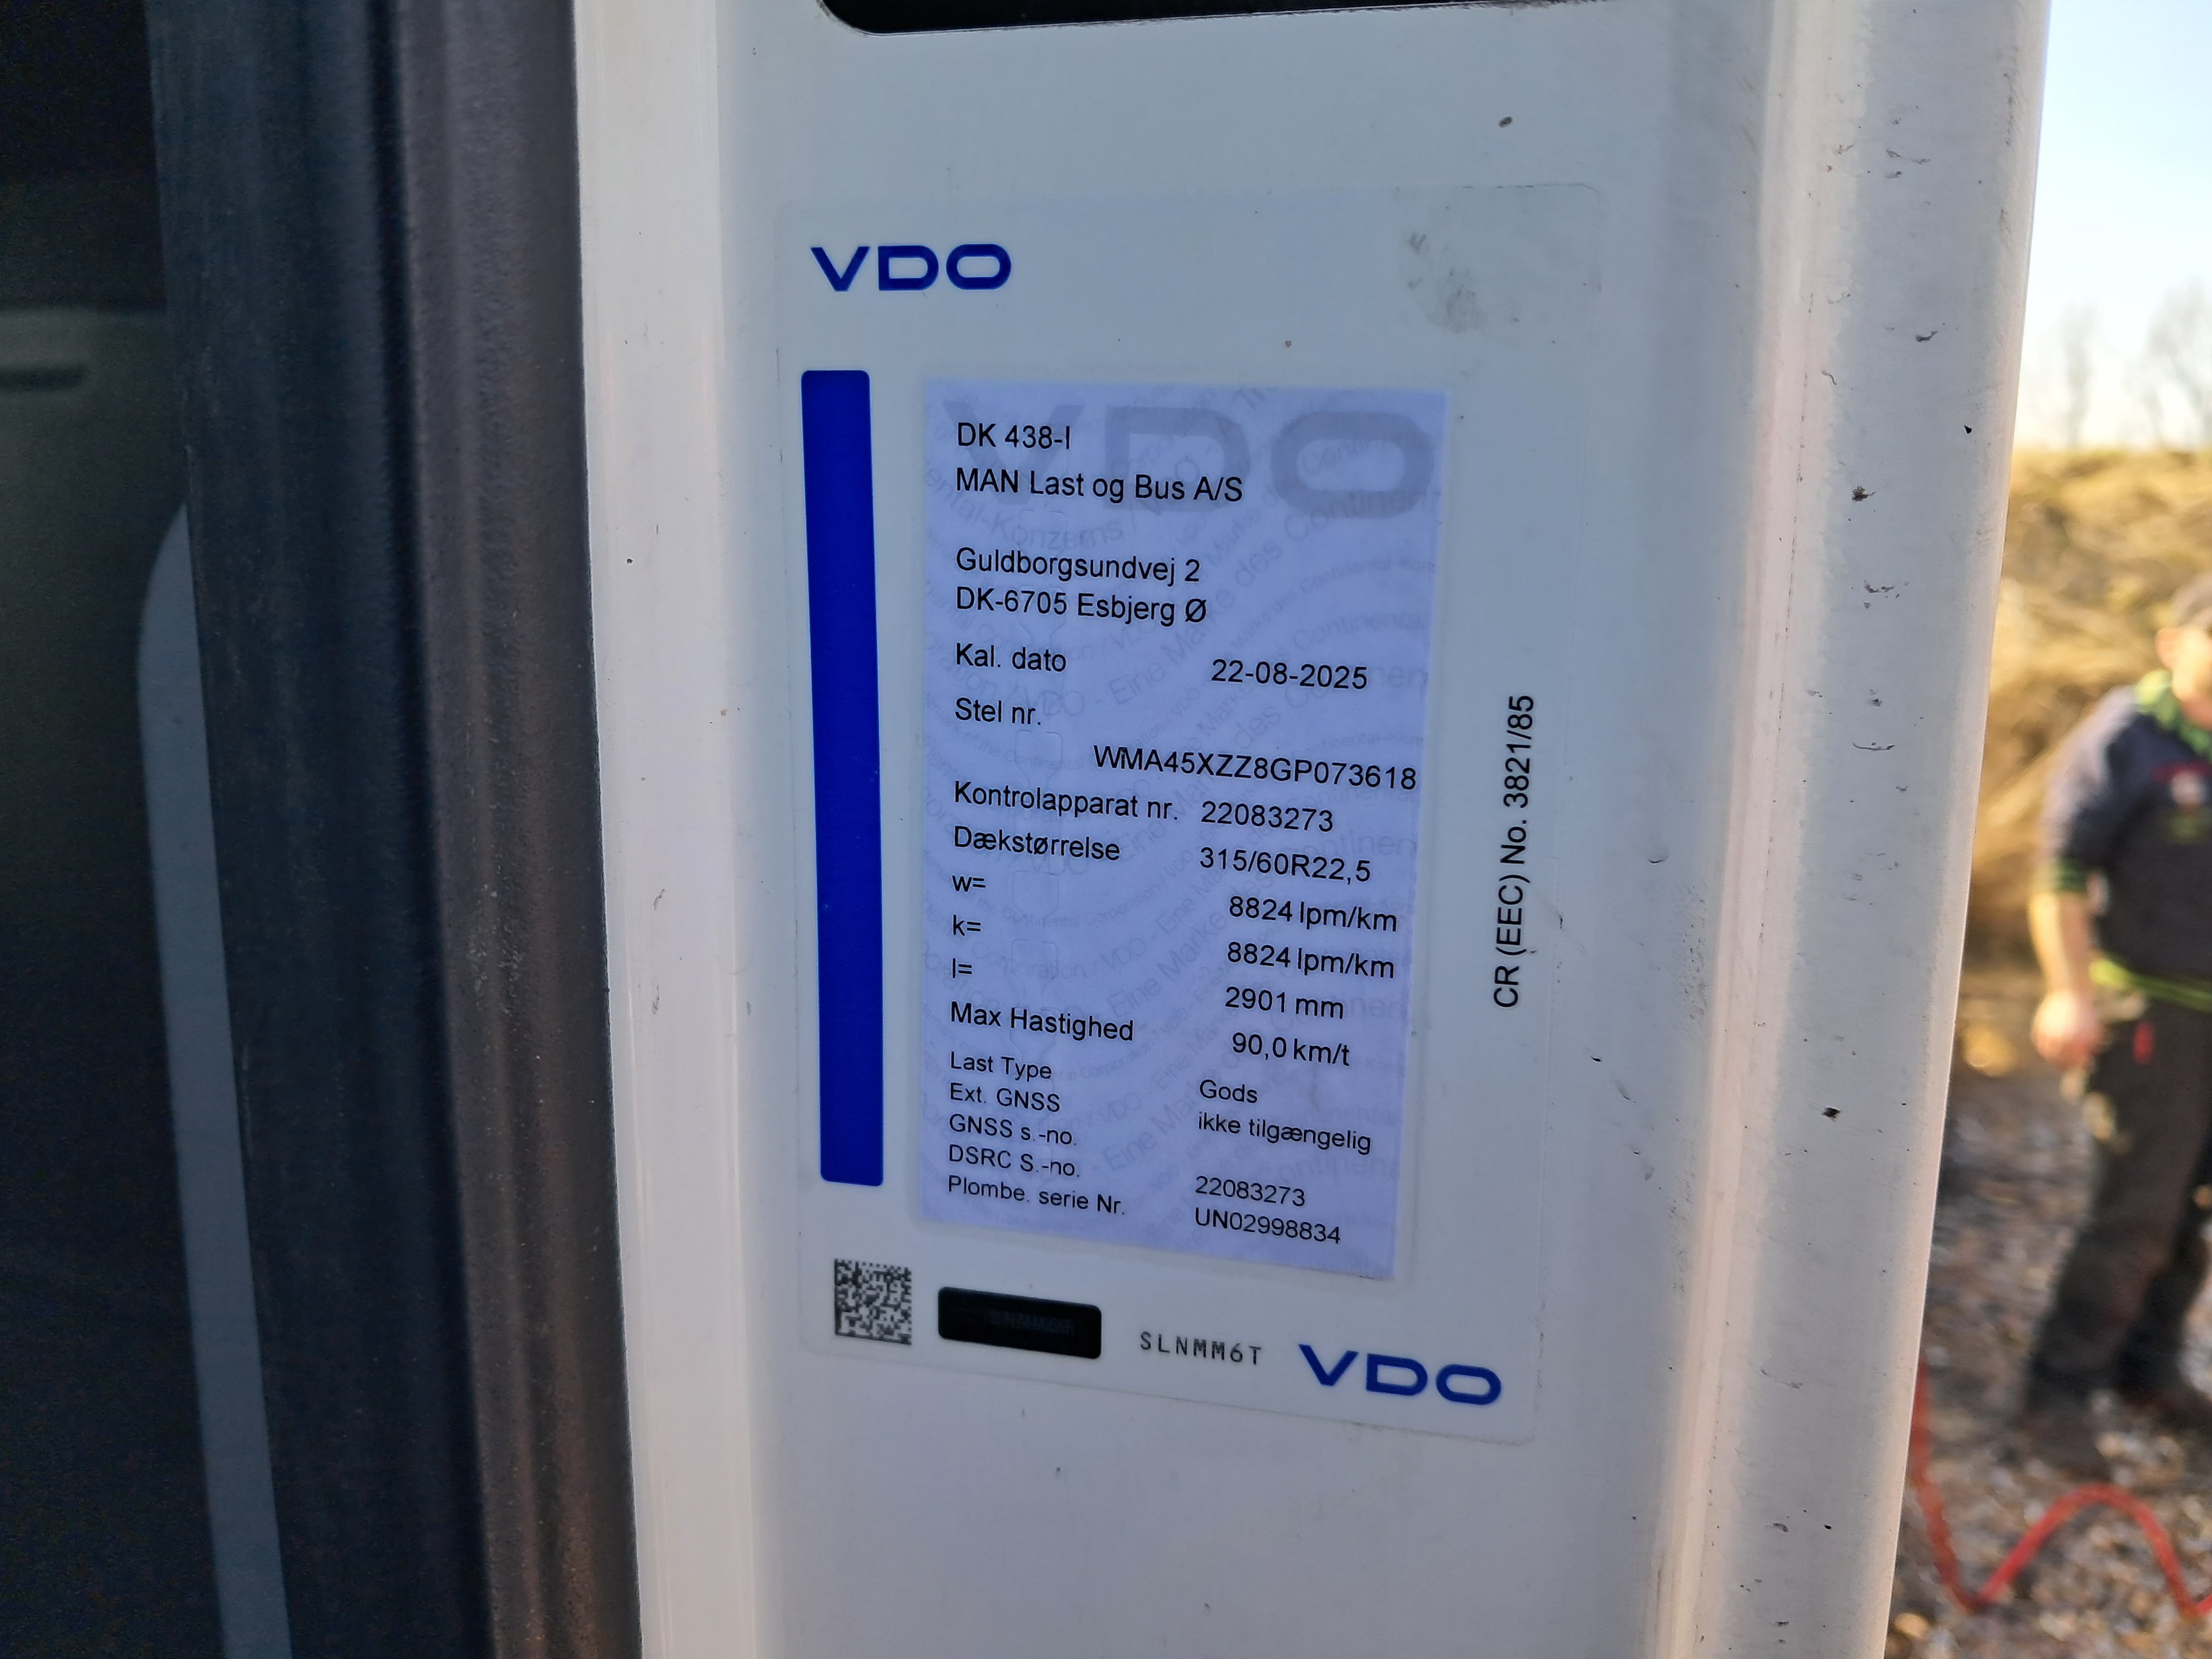 VDO
DK 438-I
MAN Last og Bus A/S
Guldborgsundvej 2
DK-6705 Esbjerg Ø
Kal. dato 22-08-2025
Stel nr.
WMA45XZZ8GP073618
Kontrolapparat nr. 22083273
Dækstørrelse 315/60R22,5
w= 8824 Ipm/km
k= 8824 Ipm/km
l= 2901 mm
Max Hastighed 90,0 km/t
Last Type Gods
Ext. GNSS ikke tilgængelig
GNSS s.-no.
DSRC S.-no. 22083273
Plombe. serie Nr. UN02998834
CR (EEC) No. 3821/85
SLNMM6T
VDO